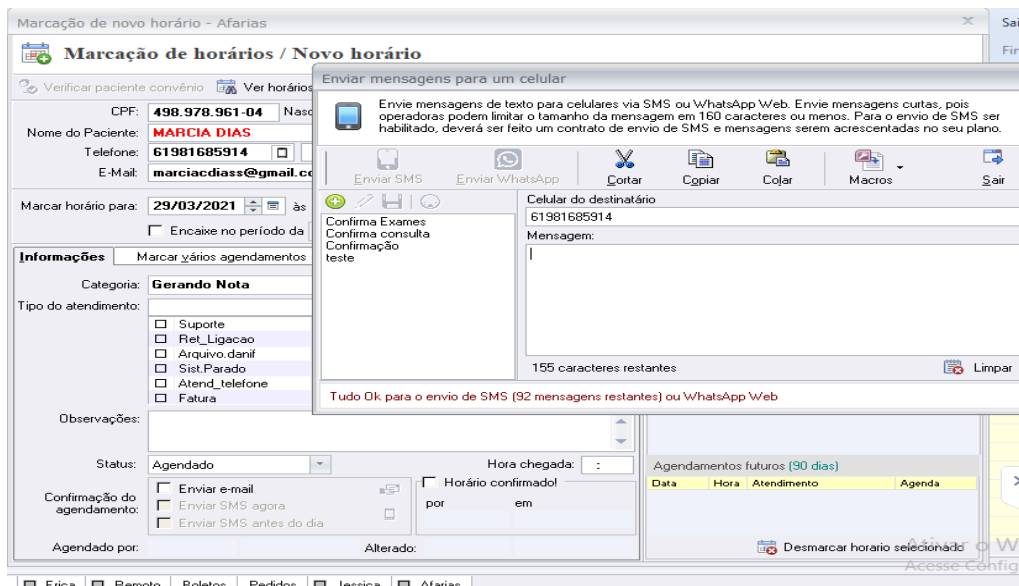 Marcação de novo horário - Afarias
Sai
Marcação de horários / Novo horário
Fir
Verificar paciente convênio Ver horários
CPF: 498.978.961-04 Nasc
Nome do Paciente: MARCIA DIAS
Telefone: 61981685914
E-Mail: marciacdiass@gmail.co
Marcar horário para: 29/03/2021 às
Encaixe no período da
Informações Marcar vários agendamentos
Categoria: Gerando Nota
Tipo do atendimento:
Suporte
Ret_Ligacao
Arquivo.danif
Sist.Parado
Atend_telefone
Fatura
Enviar mensagens para um celular
Envie mensagens de texto para celulares via SMS ou WhatsApp Web. Envie mensagens curtas, pois
operadoras podem limitar o tamanho da mensagem em 160 caracteres ou menos. Para o envio de SMS ser
habilitado, deverá ser feito um contrato de envio de SMS e mensagens serem acrescentadas no seu plano.
Enviar SMS Enviar WhatsApp Cortar Copiar Colar Macros Sair
Confirma Exames
Confirma consulta
Confirmação
teste
Celular do destinatário
61981685914
Mensagem:
155 caracteres restantes Limpar
Tudo Ok para o envio de SMS (92 mensagens restantes) ou WhatsApp Web
Observações:
Status: Agendado Hora chegada: :
Confirmação do
agendamento:
Enviar e-mail
Enviar SMS agora
Enviar SMS antes do dia
Horário confirmado!
por em
Agendado por: Alterado:
Agendamentos futuros (90 dias)
Data Hora Atendimento Agenda
Desmarcar horario selecionado
Ativar o W
Acesse Config
Erica Remoto Boletos Pedidos Jessica Afarias